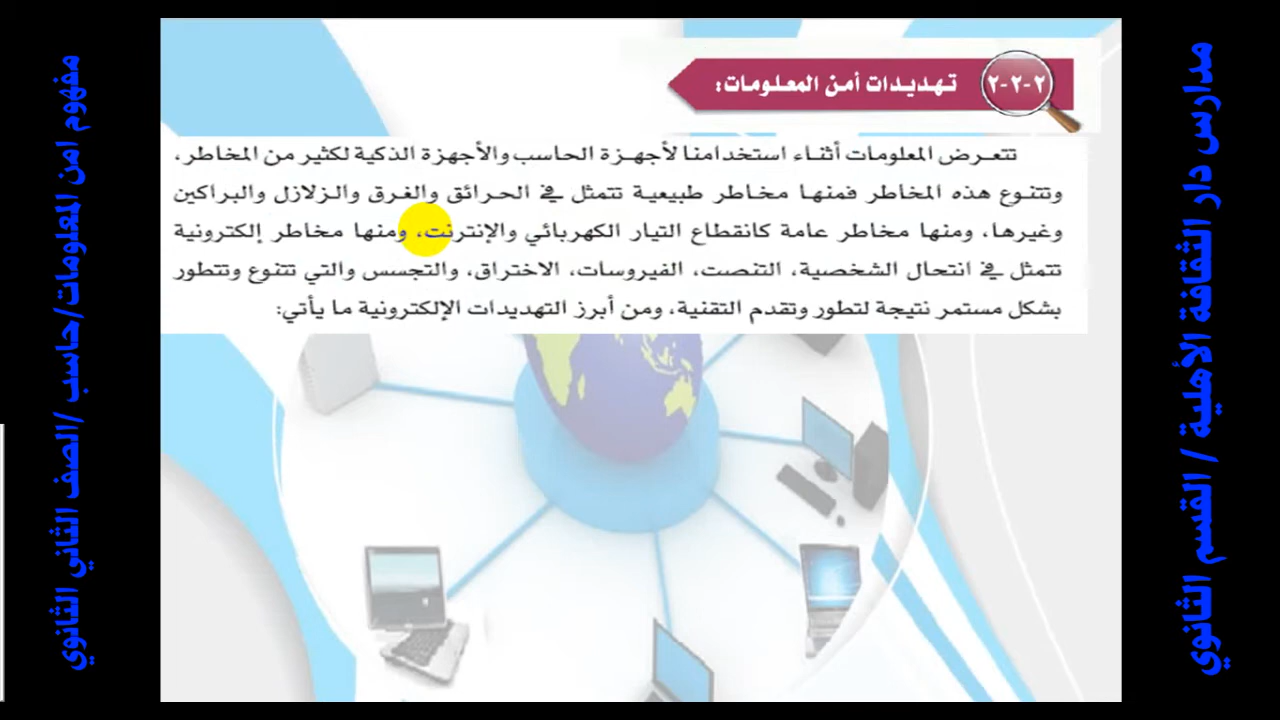 مدارس دار الثقافة الأهلية / القسم الثانوي
٢-٢-٢ تهديدات أمن المعلومات:
تتعرض المعلومات أثناء استخدامنا لأجهزة الحاسب والأجهزة الذكية لكثير من المخاطر،
وتتنوع هذه المخاطر فمنها مخاطر طبيعية تتمثل في الحرائق والغرق والزلازل والبراكين
وغيرها، ومنها مخاطر عامة كانقطاع التيار الكهربائي والإنترنت، ومنها مخاطر إلكترونية
تتمثل في انتحال الشخصية، التنصت، الفيروسات، الاختراق، والتجسس والتي تتنوع وتتطور
بشكل مستمر نتيجة لتطور وتقدم التقنية، ومن أبرز التهديدات الإلكترونية ما يأتي:
مفهوم امن المعلومات/حاسب /الصف الثاني الثانوي